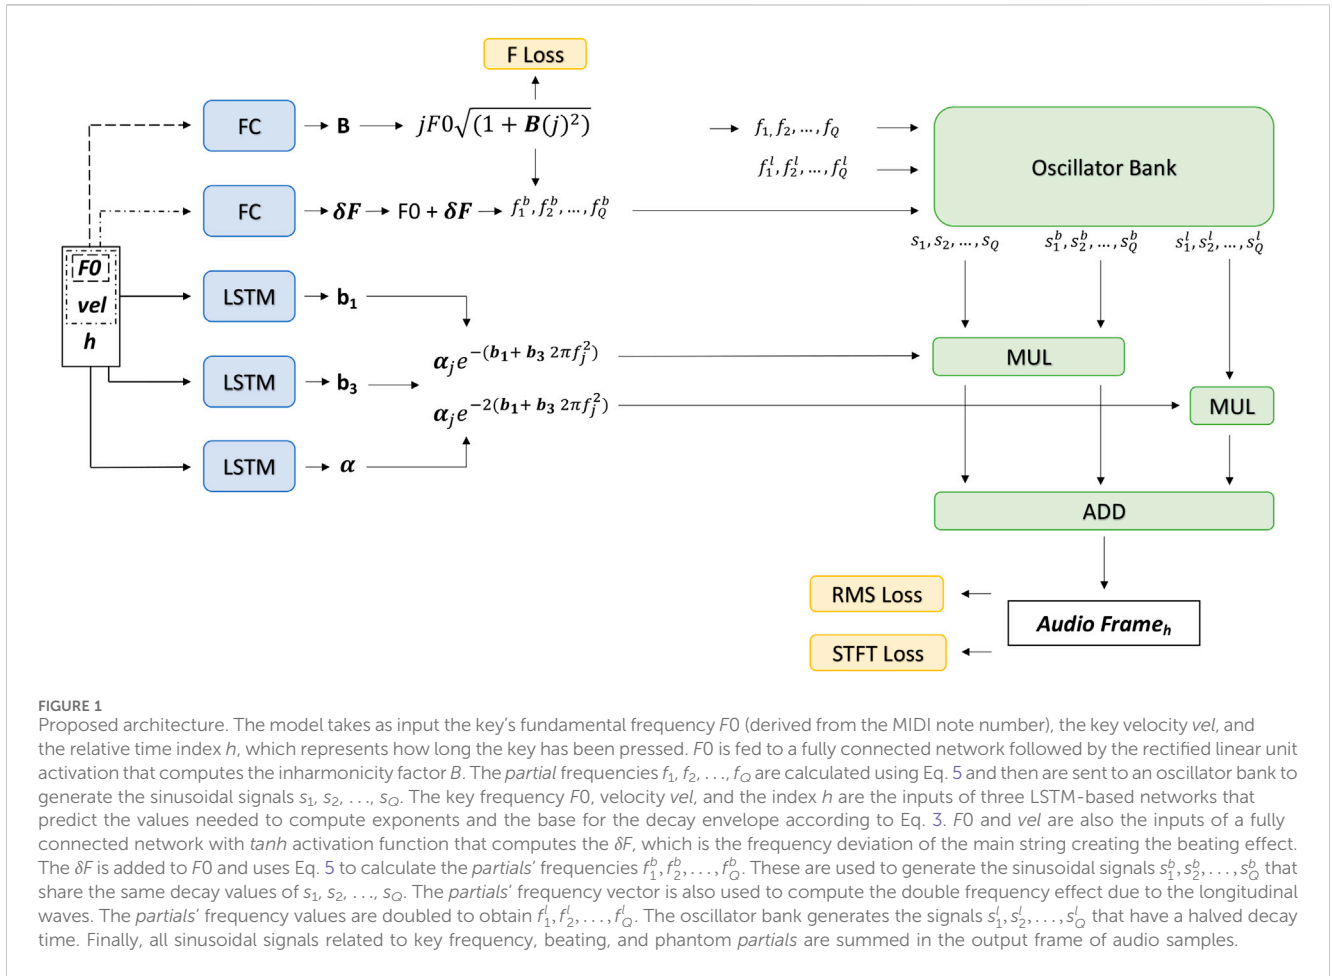 F Loss
FC
B
jF0√(1 + B(j)²)
f₁, f₂, ..., f_Q
f₁ˡ, f₂ˡ, ..., f_Qˡ
Oscillator Bank
FC
δF
F0 + δF
f₁ᵇ, f₂ᵇ, ..., f_Qᵇ
s₁, s₂, ..., s_Q
s₁ᵇ, s₂ᵇ, ..., s_Qᵇ
s₁ˡ, s₂ˡ, ..., s_Qˡ
F0
vel
h
LSTM
b₁
αⱼe^−(b₁+ b₃ 2πfⱼ²)
MUL
LSTM
b₃
αⱼe^−2(b₁+ b₃ 2πfⱼ²)
MUL
LSTM
α
ADD
RMS Loss
Audio Frameₕ
STFT Loss
FIGURE 1
Proposed architecture. The model takes as input the key's fundamental frequency F0 (derived from the MIDI note number), the key velocity vel, and
the relative time index h, which represents how long the key has been pressed. F0 is fed to a fully connected network followed by the rectified linear unit
activation that computes the inharmonicity factor B. The partial frequencies f₁, f₂, . . ., f_Q are calculated using Eq. 5 and then are sent to an oscillator bank to
generate the sinusoidal signals s₁, s₂, . . ., s_Q. The key frequency F0, velocity vel, and the index h are the inputs of three LSTM-based networks that
predict the values needed to compute exponents and the base for the decay envelope according to Eq. 3. F0 and vel are also the inputs of a fully
connected network with tanh activation function that computes the δF, which is the frequency deviation of the main string creating the beating effect.
The δF is added to F0 and uses Eq. 5 to calculate the partials' frequencies f₁ᵇ, f₂ᵇ, . . ., f_Qᵇ. These are used to generate the sinusoidal signals s₁ᵇ, s₂ᵇ, . . ., s_Qᵇ that
share the same decay values of s₁, s₂, . . ., s_Q. The partials' frequency vector is also used to compute the double frequency effect due to the longitudinal
waves. The partials' frequency values are doubled to obtain f₁ˡ, f₂ˡ, . . ., f_Qˡ. The oscillator bank generates the signals s₁ˡ, s₂ˡ, . . ., s_Qˡ that have a halved decay
time. Finally, all sinusoidal signals related to key frequency, beating, and phantom partials are summed in the output frame of audio samples.